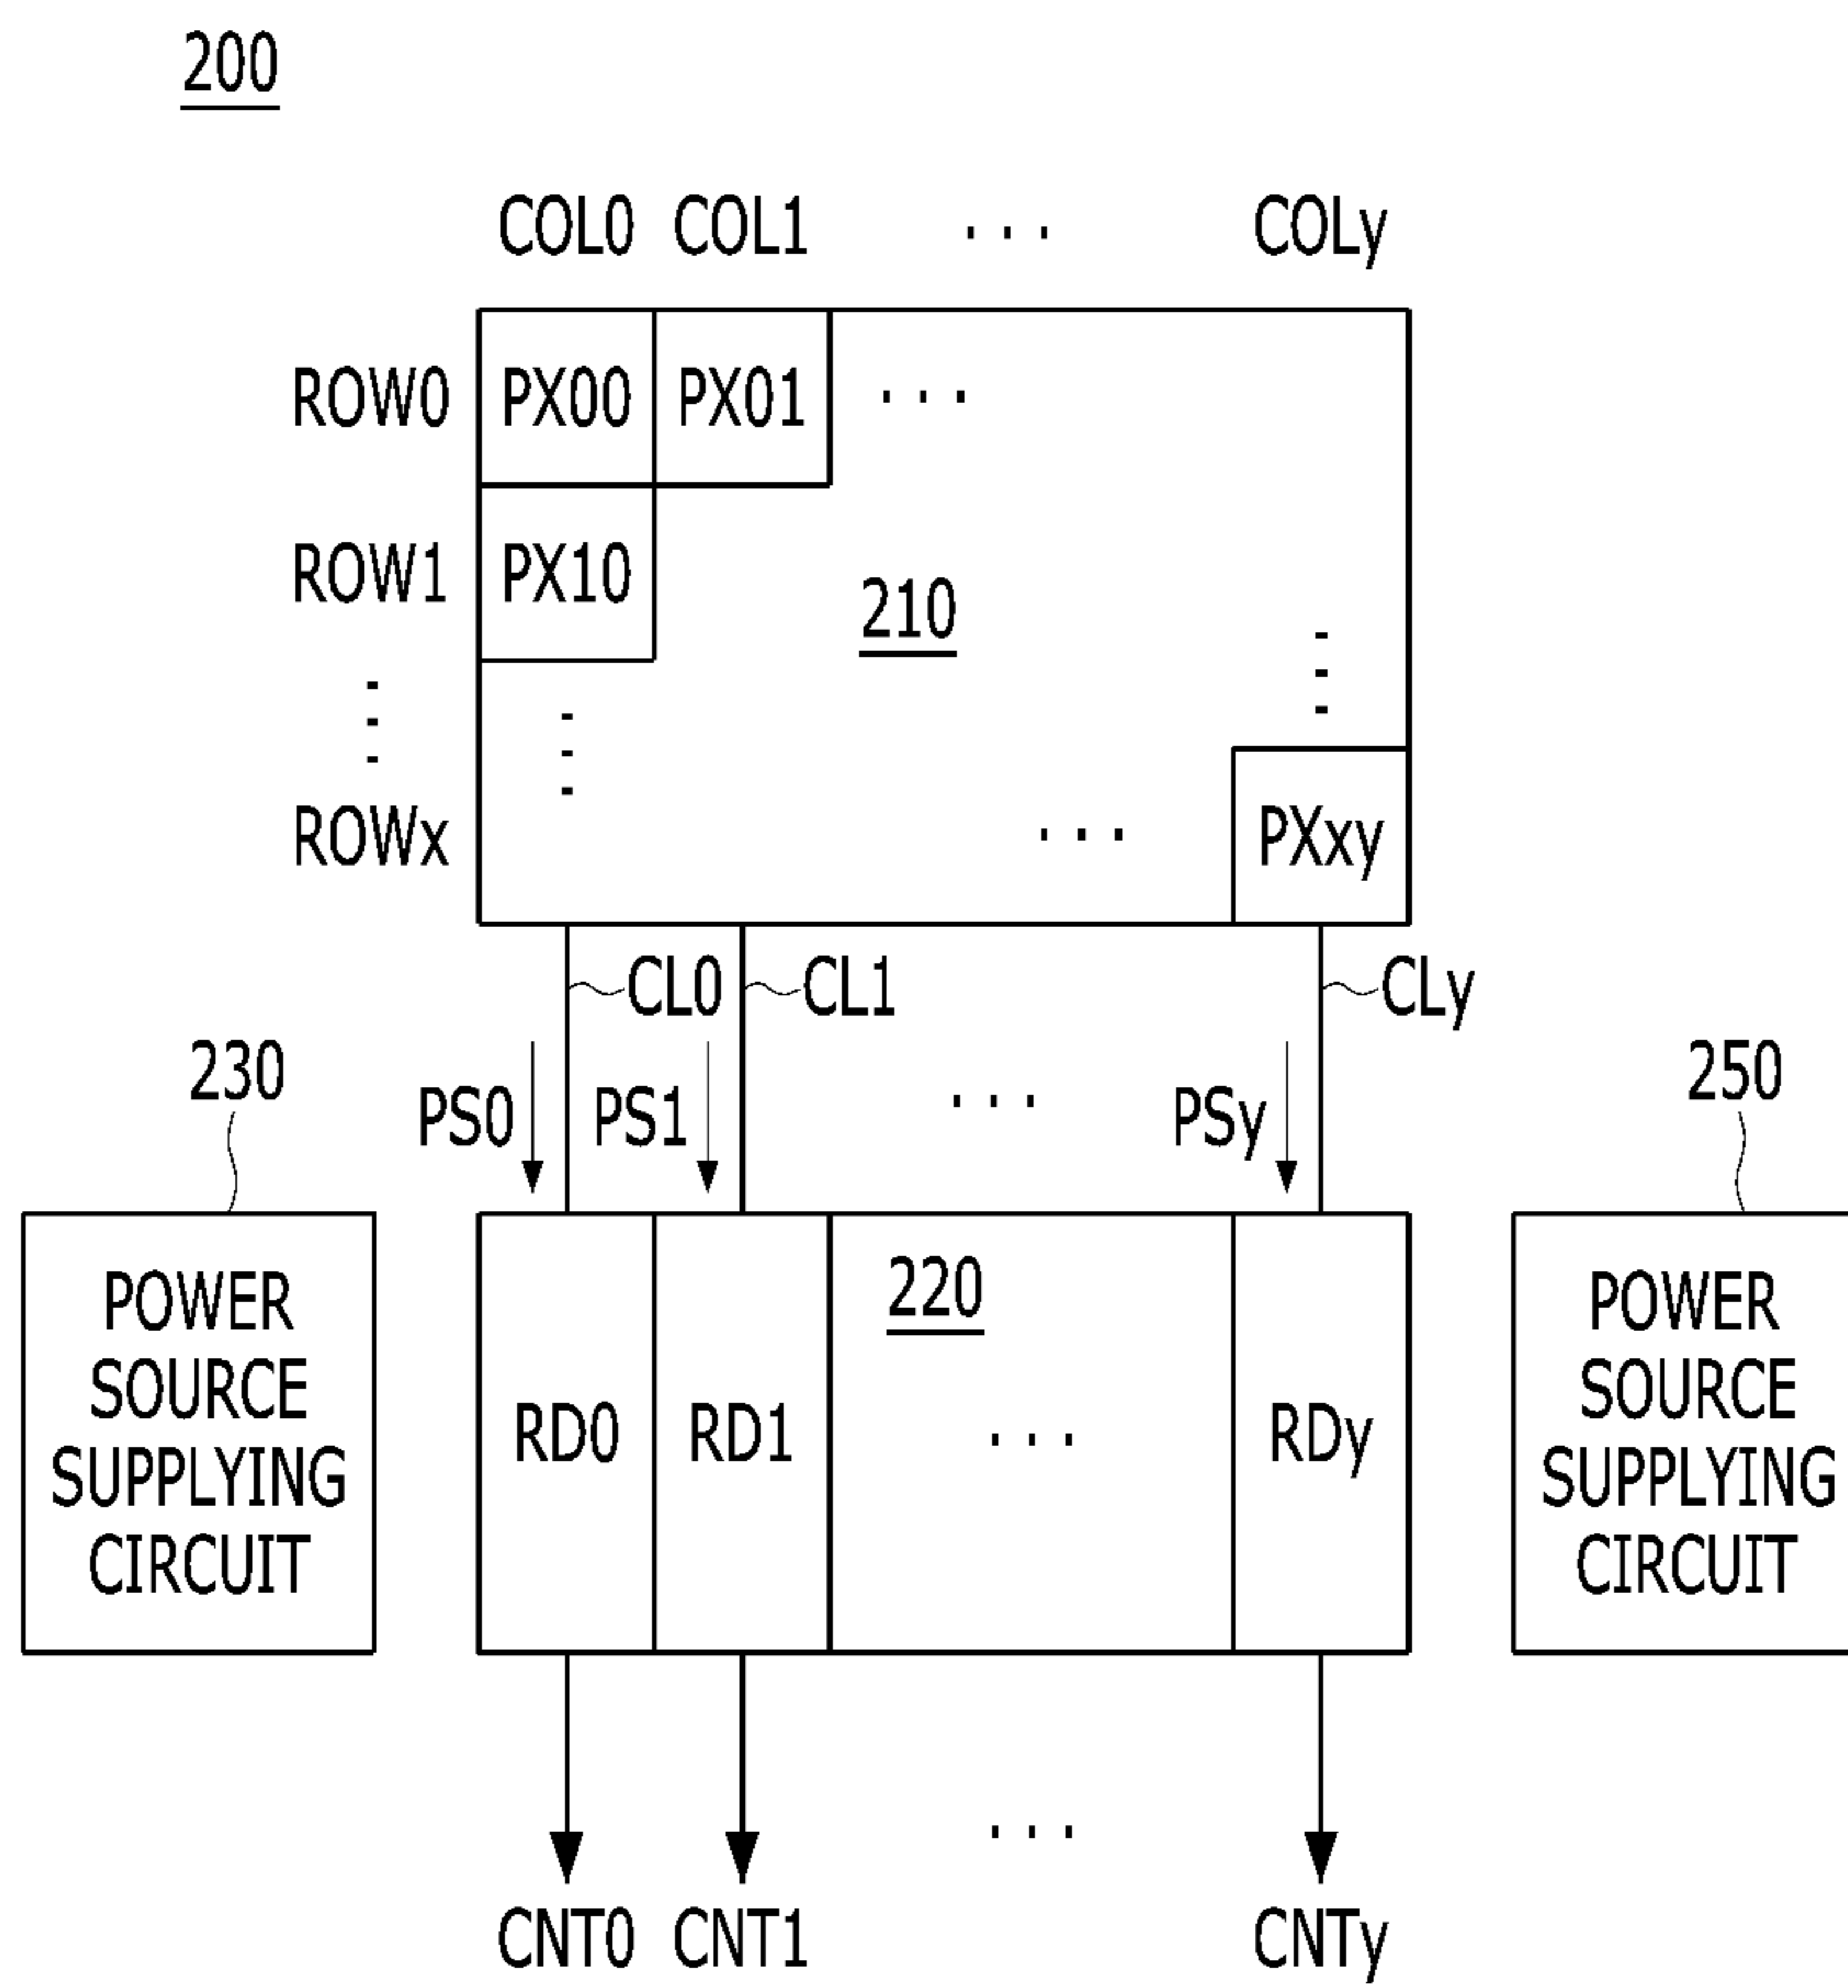 200
COL0 COL1 ... COLy
ROW0 PX00 PX01 ...
ROW1 PX10
210
ROWx ... PXxy
CL0 CL1 CLy
230 PS0 PS1 ... PSy 250
POWER
SOURCE
SUPPLYING
CIRCUIT
220
RD0 RD1 ... RDy
POWER
SOURCE
SUPPLYING
CIRCUIT
...
CNT0 CNT1 CNTy